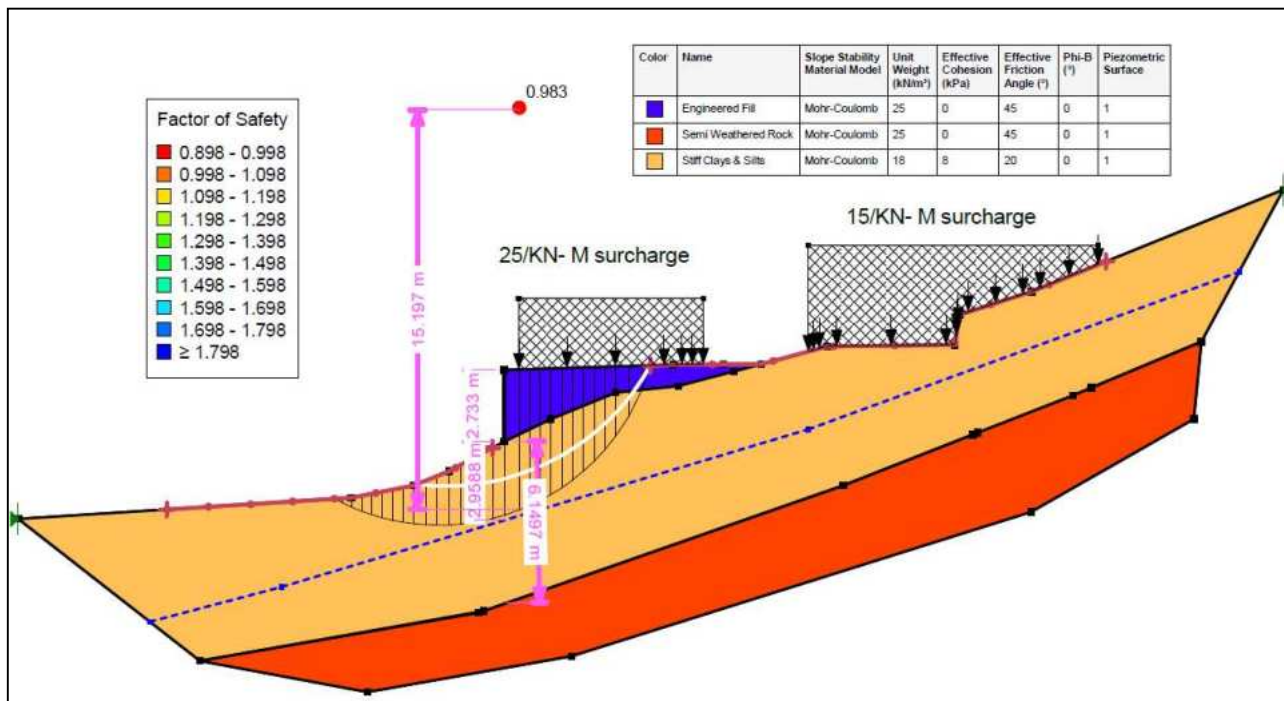 Color Name Slope Stability Material Model Unit Weight (kN/m³) Effective Cohesion (kPa) Effective Friction Angle (°) Phi-B (°) Piezometric Surface
Engineered Fill Mohr-Coulomb 25 0 45 0 1
Semi Weathered Rock Mohr-Coulomb 25 0 45 0 1
Stiff Clays & Silts Mohr-Coulomb 18 8 20 0 1
0.983
Factor of Safety
0.898 - 0.998
0.998 - 1.098
1.098 - 1.198
1.198 - 1.298
1.298 - 1.398
1.398 - 1.498
1.498 - 1.598
1.598 - 1.698
1.698 - 1.798
≥ 1.798
15/KN- M surcharge
25/KN- M surcharge
15.197 m
2.733 m
2.9588 m
6.1497 m